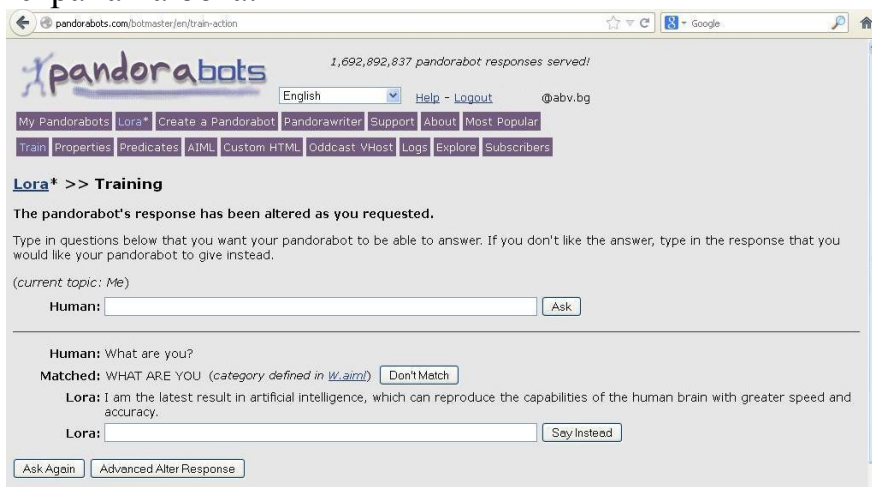 pandorabots.com/botmaster/en/train-action
Google
pandorabots
1,692,892,837 pandorabot responses served!
English Help - Logout @abv.bg
My Pandorabots Lora* Create a Pandorabot Pandorawriter Support About Most Popular
Train Properties Predicates AIML Custom HTML Oddcast VHost Logs Explore Subscribers
Lora* >> Training
The pandorabot's response has been altered as you requested.
Type in questions below that you want your pandorabot to be able to answer. If you don't like the answer, type in the response that you
would like your pandorabot to give instead.
(current topic: Me)
Human: Ask
Human: What are you?
Matched: WHAT ARE YOU (category defined in W.aiml) Don't Match
Lora: I am the latest result in artificial intelligence, which can reproduce the capabilities of the human brain with greater speed and
accuracy.
Lora: Say Instead
Ask Again Advanced Alter Response